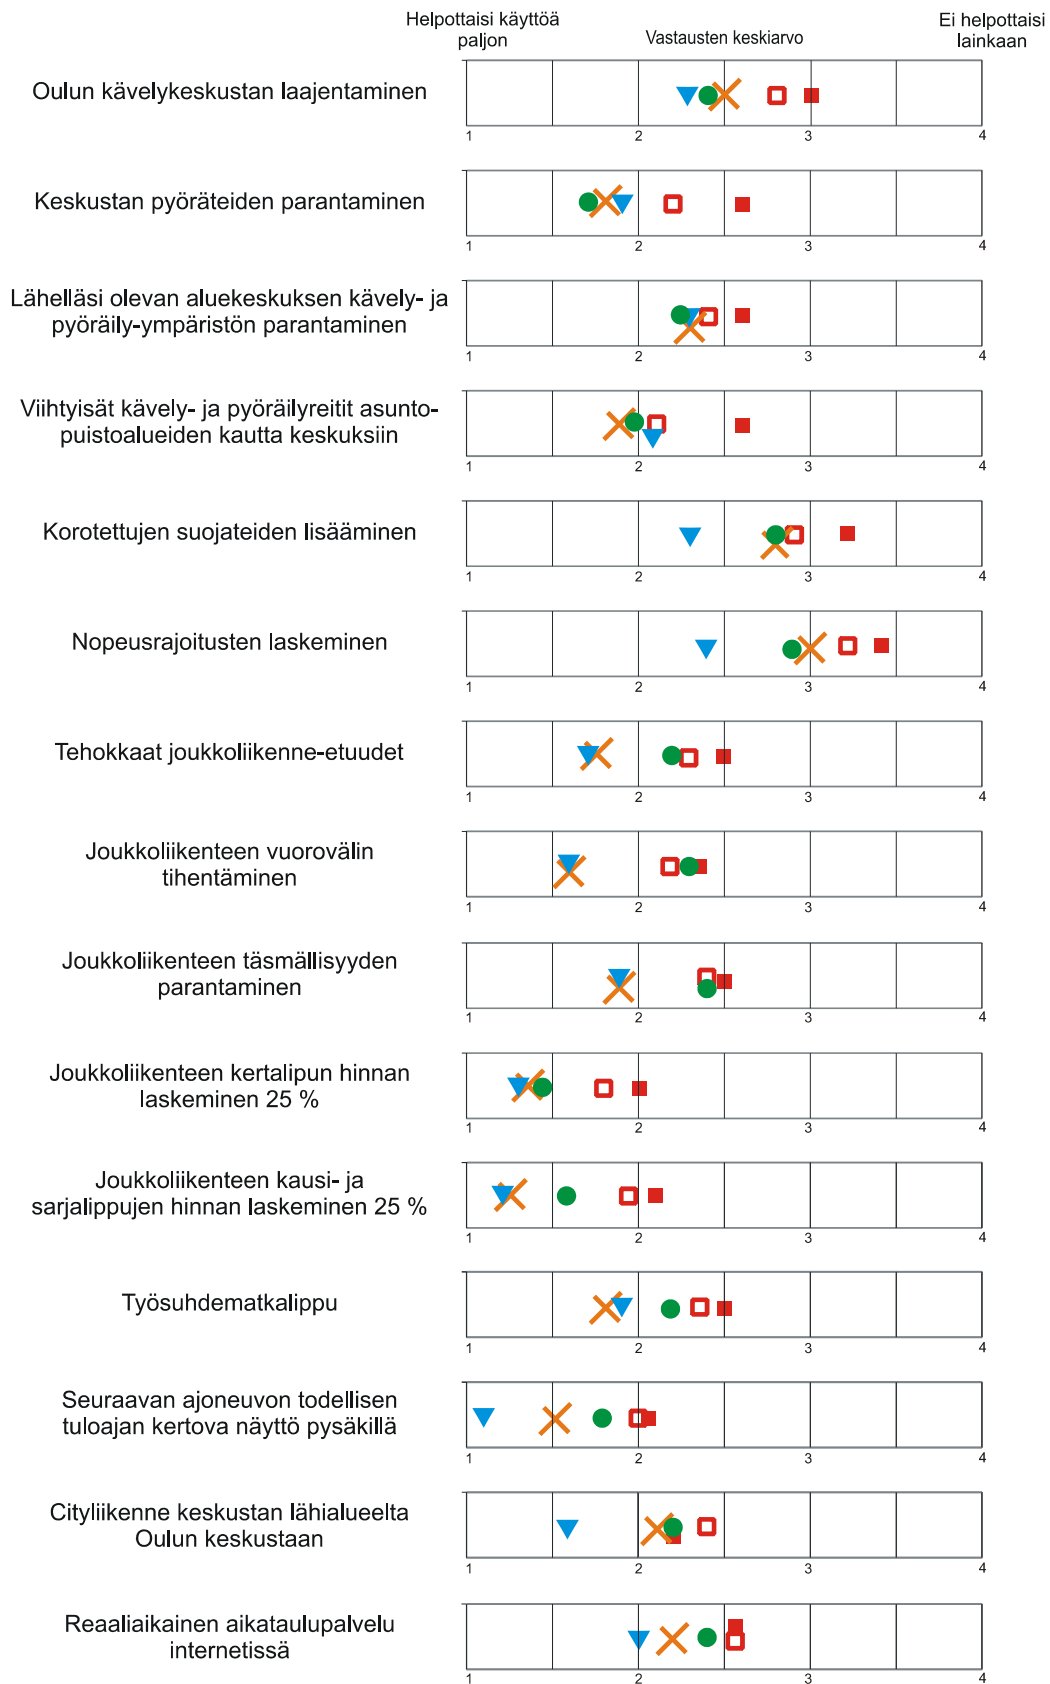 Helpottaisi käyttöä
paljon
Vastausten keskiarvo
Ei helpottaisi
lainkaan
Oulun kävelykeskustan laajentaminen
1 2 3 4
Keskustan pyöräteiden parantaminen
1 2 3 4
Lähelläsi olevan aluekeskuksen kävely- ja
pyöräily-ympäristön parantaminen
1 2 3 4
Viihtyisät kävely- ja pyöräilyreitit asunto-
puistoalueiden kautta keskuksiin
1 2 3 4
Korotettujen suojateiden lisääminen
1 2 3 4
Nopeusrajoitusten laskeminen
1 2 3 4
Tehokkaat joukkoliikenne-etuudet
1 2 3 4
Joukkoliikenteen vuorovälin
tihentäminen
1 2 3 4
Joukkoliikenteen täsmällisyyden
parantaminen
1 2 3 4
Joukkoliikenteen kertalipun hinnan
laskeminen 25 %
1 2 3 4
Joukkoliikenteen kausi- ja
sarjalippujen hinnan laskeminen 25 %
1 2 3 4
Työsuhdematkalippu
1 2 3 4
Seuraavan ajoneuvon todellisen
tuloajan kertova näyttö pysäkillä
1 2 3 4
Cityliikenne keskustan lähialueelta
Oulun keskustaan
1 2 3 4
Reaaliaikainen aikataulupalvelu
internetissä
1 2 3 4